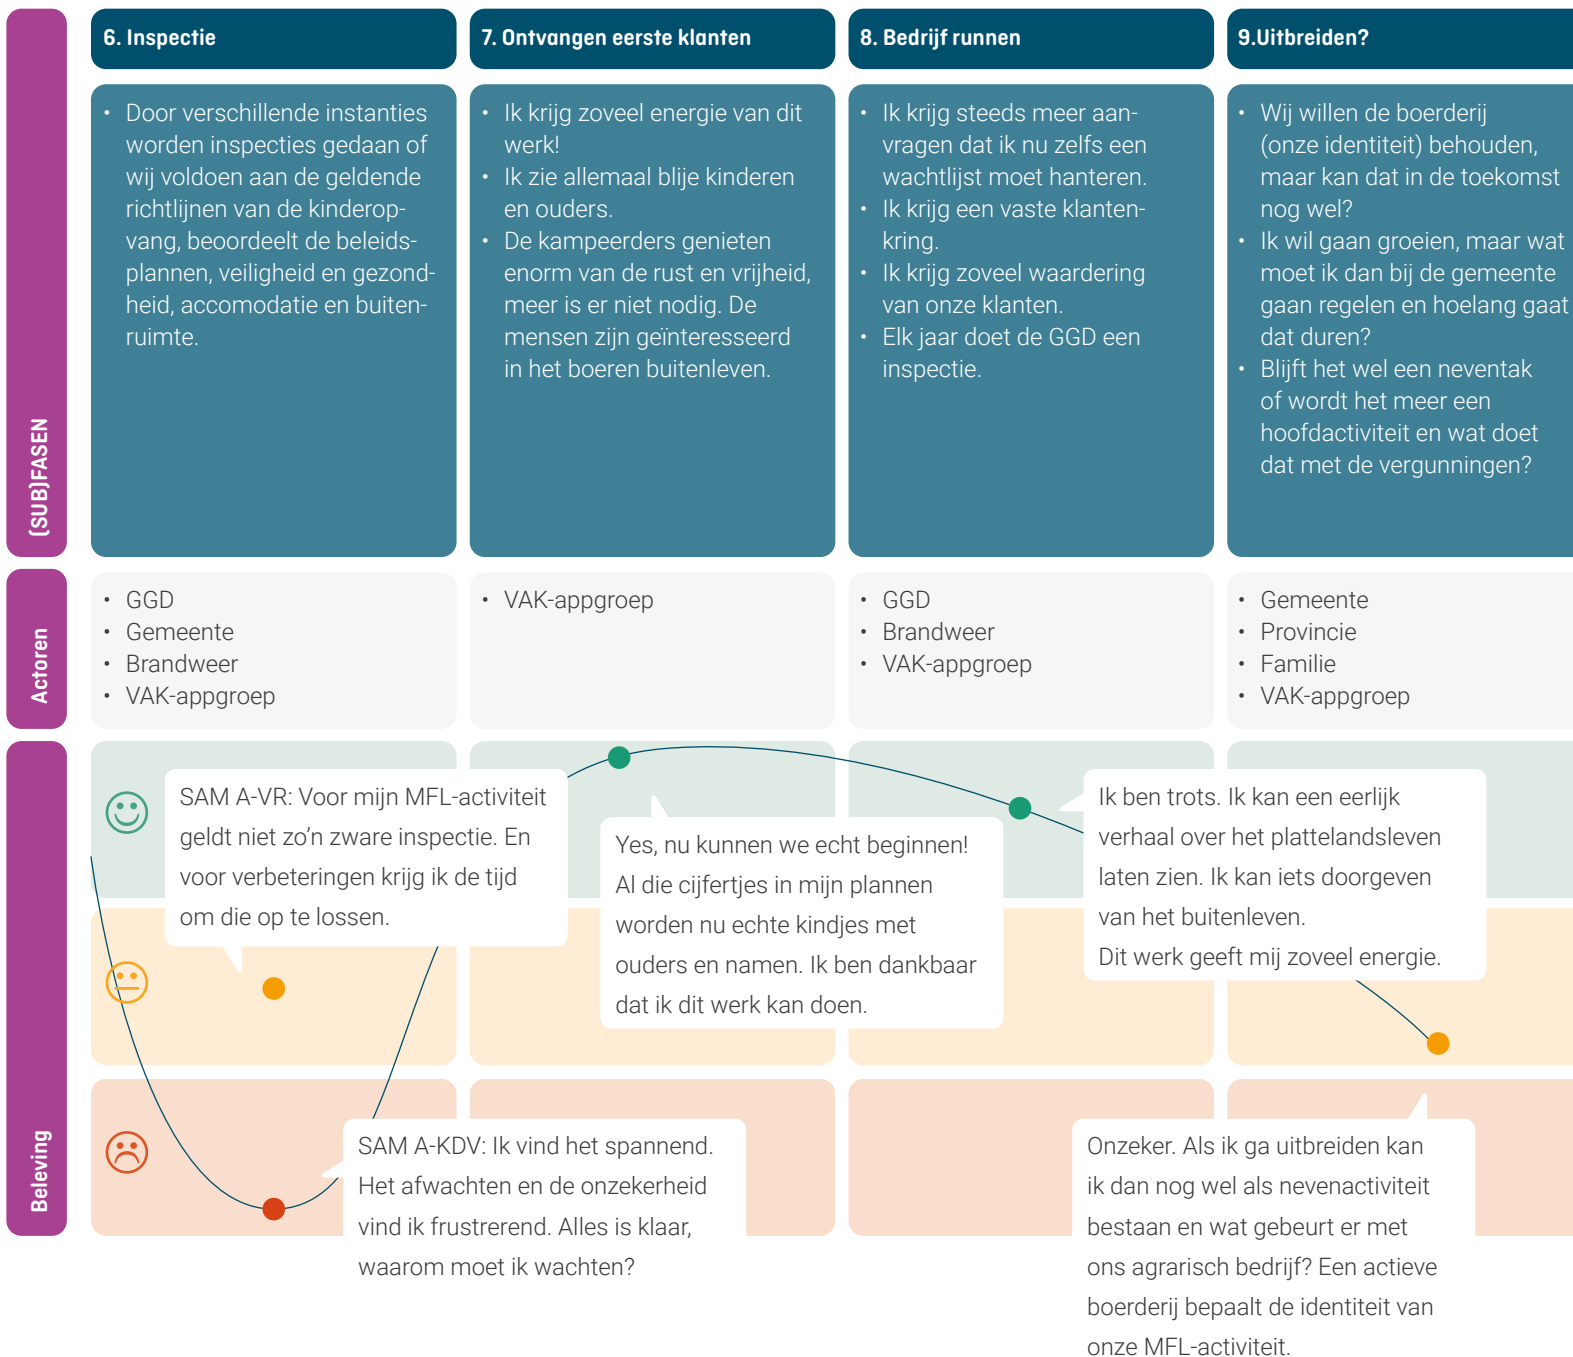 (SUB)FASEN
6. Inspectie
• Door verschillende instanties
worden inspecties gedaan of
wij voldoen aan de geldende
richtlijnen van de kinderop-
vang, beoordeelt de beleids-
plannen, veiligheid en gezond-
heid, accomodatie en buiten-
ruimte.
7. Ontvangen eerste klanten
• Ik krijg zoveel energie van dit
werk!
• Ik zie allemaal blije kinderen
en ouders.
• De kampeerders genieten
enorm van de rust en vrijheid,
meer is er niet nodig. De
mensen zijn geïnteresseerd
in het boeren buitenleven.
8. Bedrijf runnen
• Ik krijg steeds meer aan-
vragen dat ik nu zelfs een
wachtlijst moet hanteren.
• Ik krijg een vaste klanten-
kring.
• Ik krijg zoveel waardering
van onze klanten.
• Elk jaar doet de GGD een
inspectie.
9.Uitbreiden?
• Wij willen de boerderij
(onze identiteit) behouden,
maar kan dat in de toekomst
nog wel?
• Ik wil gaan groeien, maar wat
moet ik dan bij de gemeente
gaan regelen en hoelang gaat
dat duren?
• Blijft het wel een neventak
of wordt het meer een
hoofdactiviteit en wat doet
dat met de vergunningen?
Actoren
• GGD
• Gemeente
• Brandweer
• VAK-appgroep
• VAK-appgroep
• GGD
• Brandweer
• VAK-appgroep
• Gemeente
• Provincie
• Familie
• VAK-appgroep
Beleving
SAM A-VR: Voor mijn MFL-activiteit
geldt niet zo'n zware inspectie. En
voor verbeteringen krijg ik de tijd
om die op te lossen.
SAM A-KDV: Ik vind het spannend.
Het afwachten en de onzekerheid
vind ik frustrerend. Alles is klaar,
waarom moet ik wachten?
Yes, nu kunnen we echt beginnen!
Al die cijfertjes in mijn plannen
worden nu echte kindjes met
ouders en namen. Ik ben dankbaar
dat ik dit werk kan doen.
Ik ben trots. Ik kan een eerlijk
verhaal over het plattelandsleven
laten zien. Ik kan iets doorgeven
van het buitenleven.
Dit werk geeft mij zoveel energie.
Onzeker. Als ik ga uitbreiden kan
ik dan nog wel als nevenactiviteit
bestaan en wat gebeurt er met
ons agrarisch bedrijf? Een actieve
boerderij bepaalt de identiteit van
onze MFL-activiteit.